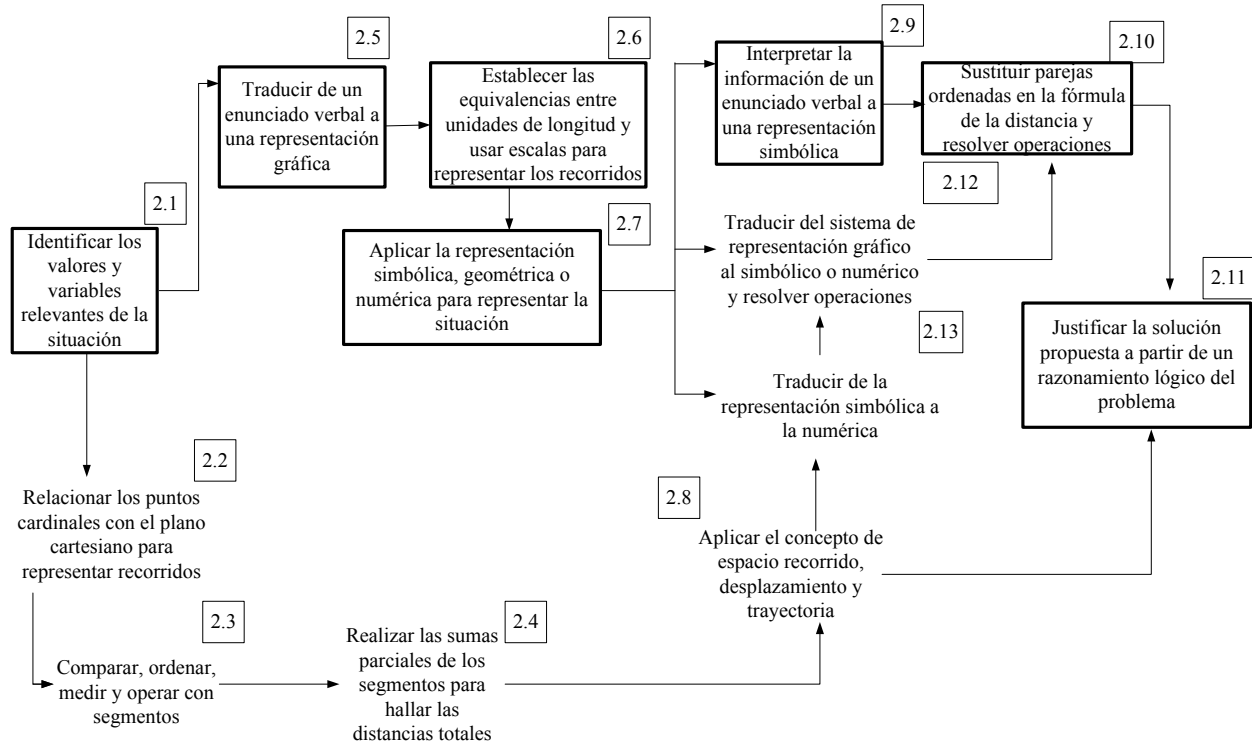 2.5
Traducir de un
enunciado verbal a
una representación
gráfica
2.6
Establecer las
equivalencias entre
unidades de longitud y
usar escalas para
representar los recorridos
2.9
Interpretar la
información de un
enunciado verbal a
una representación
simbólica
2.10
Sustituir parejas
ordenadas en la fórmula
de la distancia y
resolver operaciones
2.1
Identificar los
valores y
variables
relevantes de la
situación
2.7
Aplicar la representación
simbólica, geométrica o
numérica para representar la
situación
2.12
Traducir del sistema de
representación gráfico
al simbólico o numérico
y resolver operaciones
2.11
Justificar la solución
propuesta a partir de un
razonamiento lógico del
problema
2.13
Traducir de la
representación simbólica a
la numérica
2.2
Relacionar los puntos
cardinales con el plano
cartesiano para
representar recorridos
2.8
Aplicar el concepto de
espacio recorrido,
desplazamiento y
trayectoria
2.3
Comparar, ordenar,
medir y operar con
segmentos
2.4
Realizar las sumas
parciales de los
segmentos para
hallar las
distancias totales